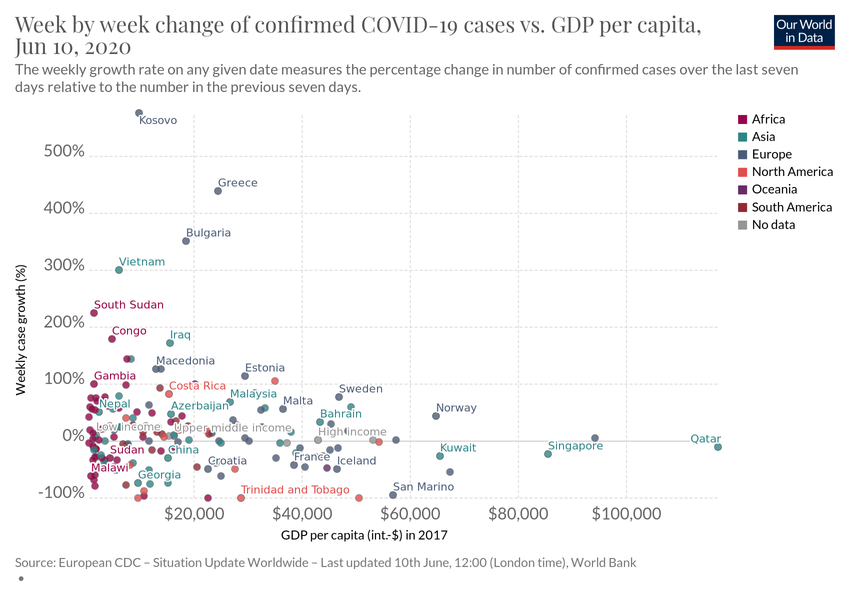 Week by week change of confirmed COVID-19 cases vs. GDP per capita,
Jun 10, 2020
Our World
in Data
The weekly growth rate on any given date measures the percentage change in number of confirmed cases over the last seven
days relative to the number in the previous seven days.
Africa
Asia
Europe
North America
Oceania
South America
No data
Weekly case growth (%)
500%
400%
300%
200%
100%
0%
-100%
Kosovo
Greece
Bulgaria
Vietnam
South Sudan
Congo
Iraq
Macedonia
Estonia
Gambia
Costa Rica
Sweden
Malaysia
Malta
Nepal
Azerbaijan
Norway
Bahrain
Low income
Upper middle income
High income
Qatar
Sudan
China
Kuwait
Singapore
France
Malawi
Croatia
Iceland
Georgia
Trinidad and Tobago
San Marino
$20,000
$40,000
$60,000
$80,000
$100,000
GDP per capita (int.-$) in 2017
Source: European CDC – Situation Update Worldwide – Last updated 10th June, 12:00 (London time), World Bank